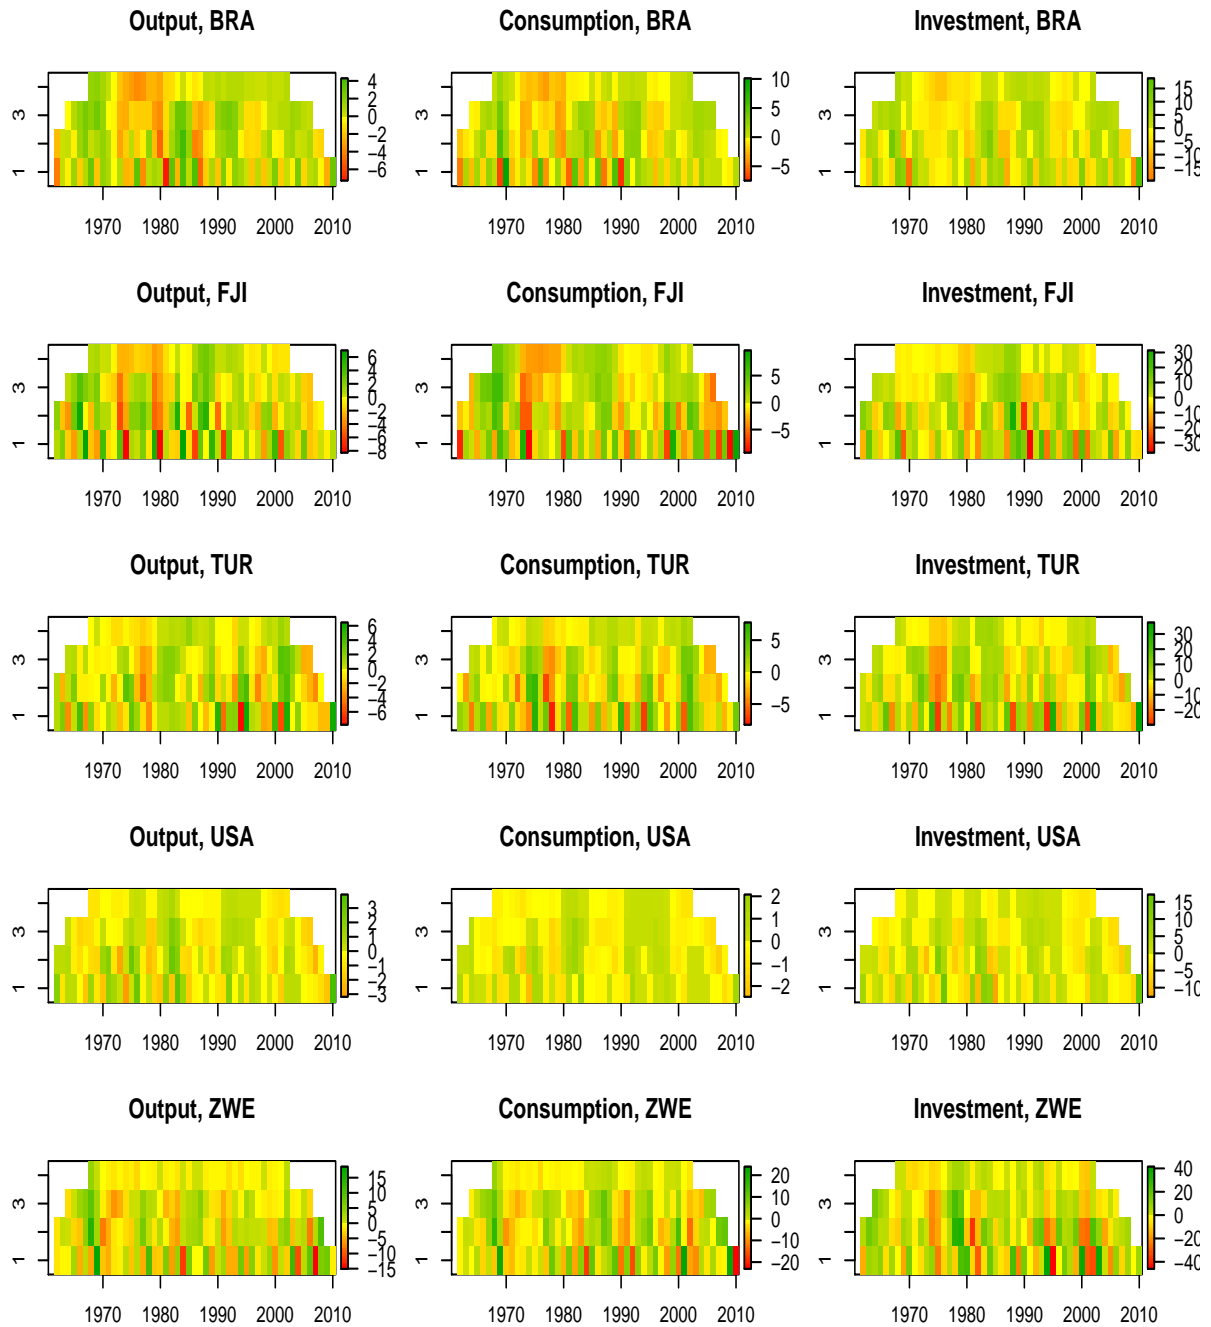 Output, BRA
Consumption, BRA
Investment, BRA
1 3
1970 1980 1990 2000 2010
4 2 0 −2 −4 −6
1 3
1970 1980 1990 2000 2010
10 5 0 −5
1 3
1970 1980 1990 2000 2010
15 10 5 0 −5 −10 −15
Output, FJI
Consumption, FJI
Investment, FJI
1 3
1970 1980 1990 2000 2010
6 4 2 0 −2 −4 −6 −8
1 3
1970 1980 1990 2000 2010
5 0 −5
1 3
1970 1980 1990 2000 2010
30 20 10 0 −10 −20 −30
Output, TUR
Consumption, TUR
Investment, TUR
1 3
1970 1980 1990 2000 2010
6 4 2 0 −2 −4 −6
1 3
1970 1980 1990 2000 2010
5 0 −5
1 3
1970 1980 1990 2000 2010
30 20 10 0 −10 −20
Output, USA
Consumption, USA
Investment, USA
1 3
1970 1980 1990 2000 2010
3 2 1 0 −1 −2 −3
1 3
1970 1980 1990 2000 2010
2 1 0 −1 −2
1 3
1970 1980 1990 2000 2010
15 10 5 0 −5 −10
Output, ZWE
Consumption, ZWE
Investment, ZWE
1 3
1970 1980 1990 2000 2010
15 10 5 0 −5 −10 −15
1 3
1970 1980 1990 2000 2010
20 10 0 −10 −20
1 3
1970 1980 1990 2000 2010
40 20 0 −20 −40